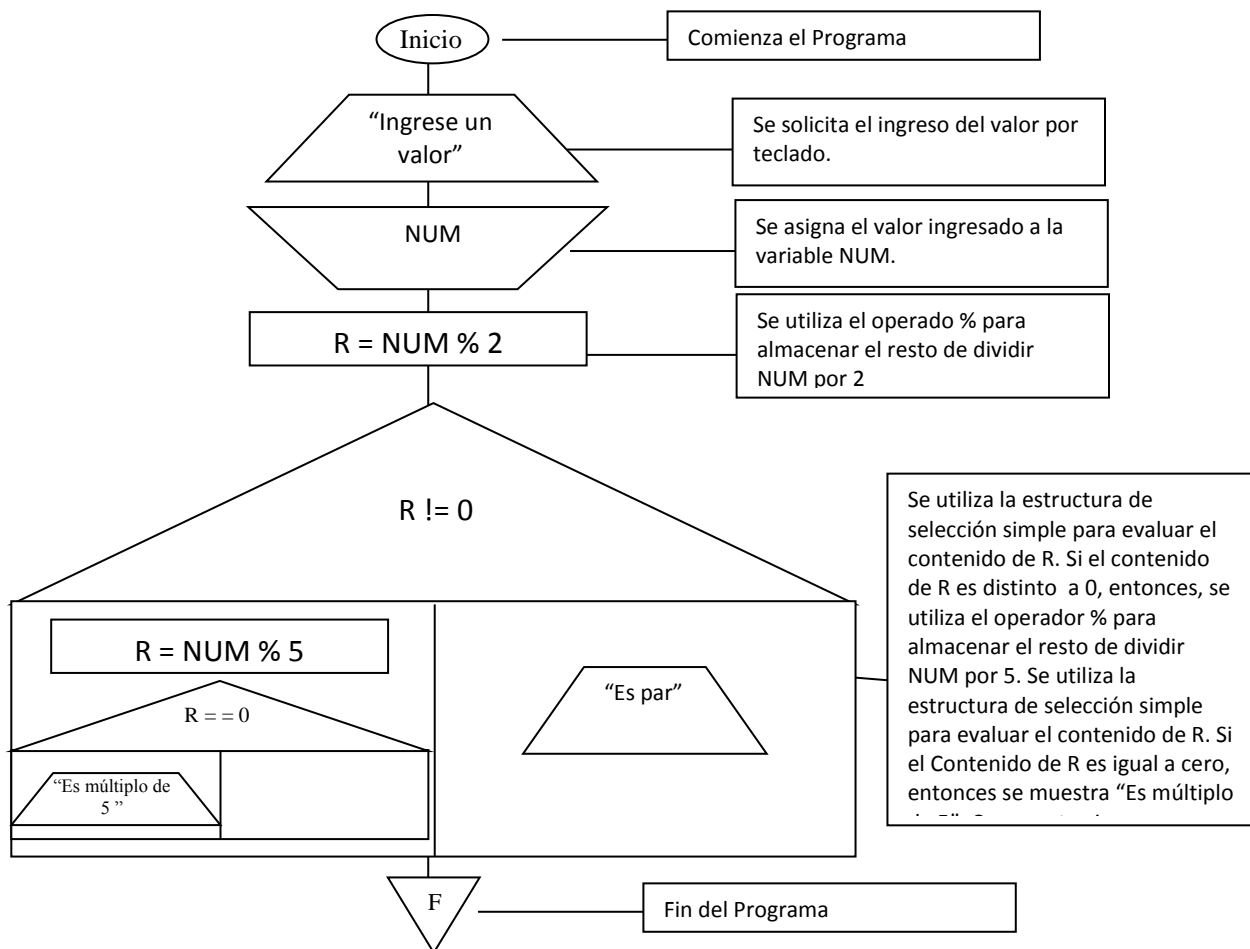 Inicio
Comienza el Programa
“Ingrese un
valor”
Se solicita el ingreso del valor por
teclado.
NUM
Se asigna el valor ingresado a la
variable NUM.
R = NUM % 2
Se utiliza el operado % para
almacenar el resto de dividir
NUM por 2
R != 0
Se utiliza la estructura de
selección simple para evaluar el
contenido de R. Si el contenido
de R es distinto a 0, entonces, se
utiliza el operador % para
almacenar el resto de dividir
NUM por 5. Se utiliza la
estructura de selección simple
para evaluar el contenido de R. Si
el Contenido de R es igual a cero,
entonces se muestra “Es múltiplo
R = NUM % 5
R = = 0
“Es múltiplo de
5 ”
“Es par”
F
Fin del Programa